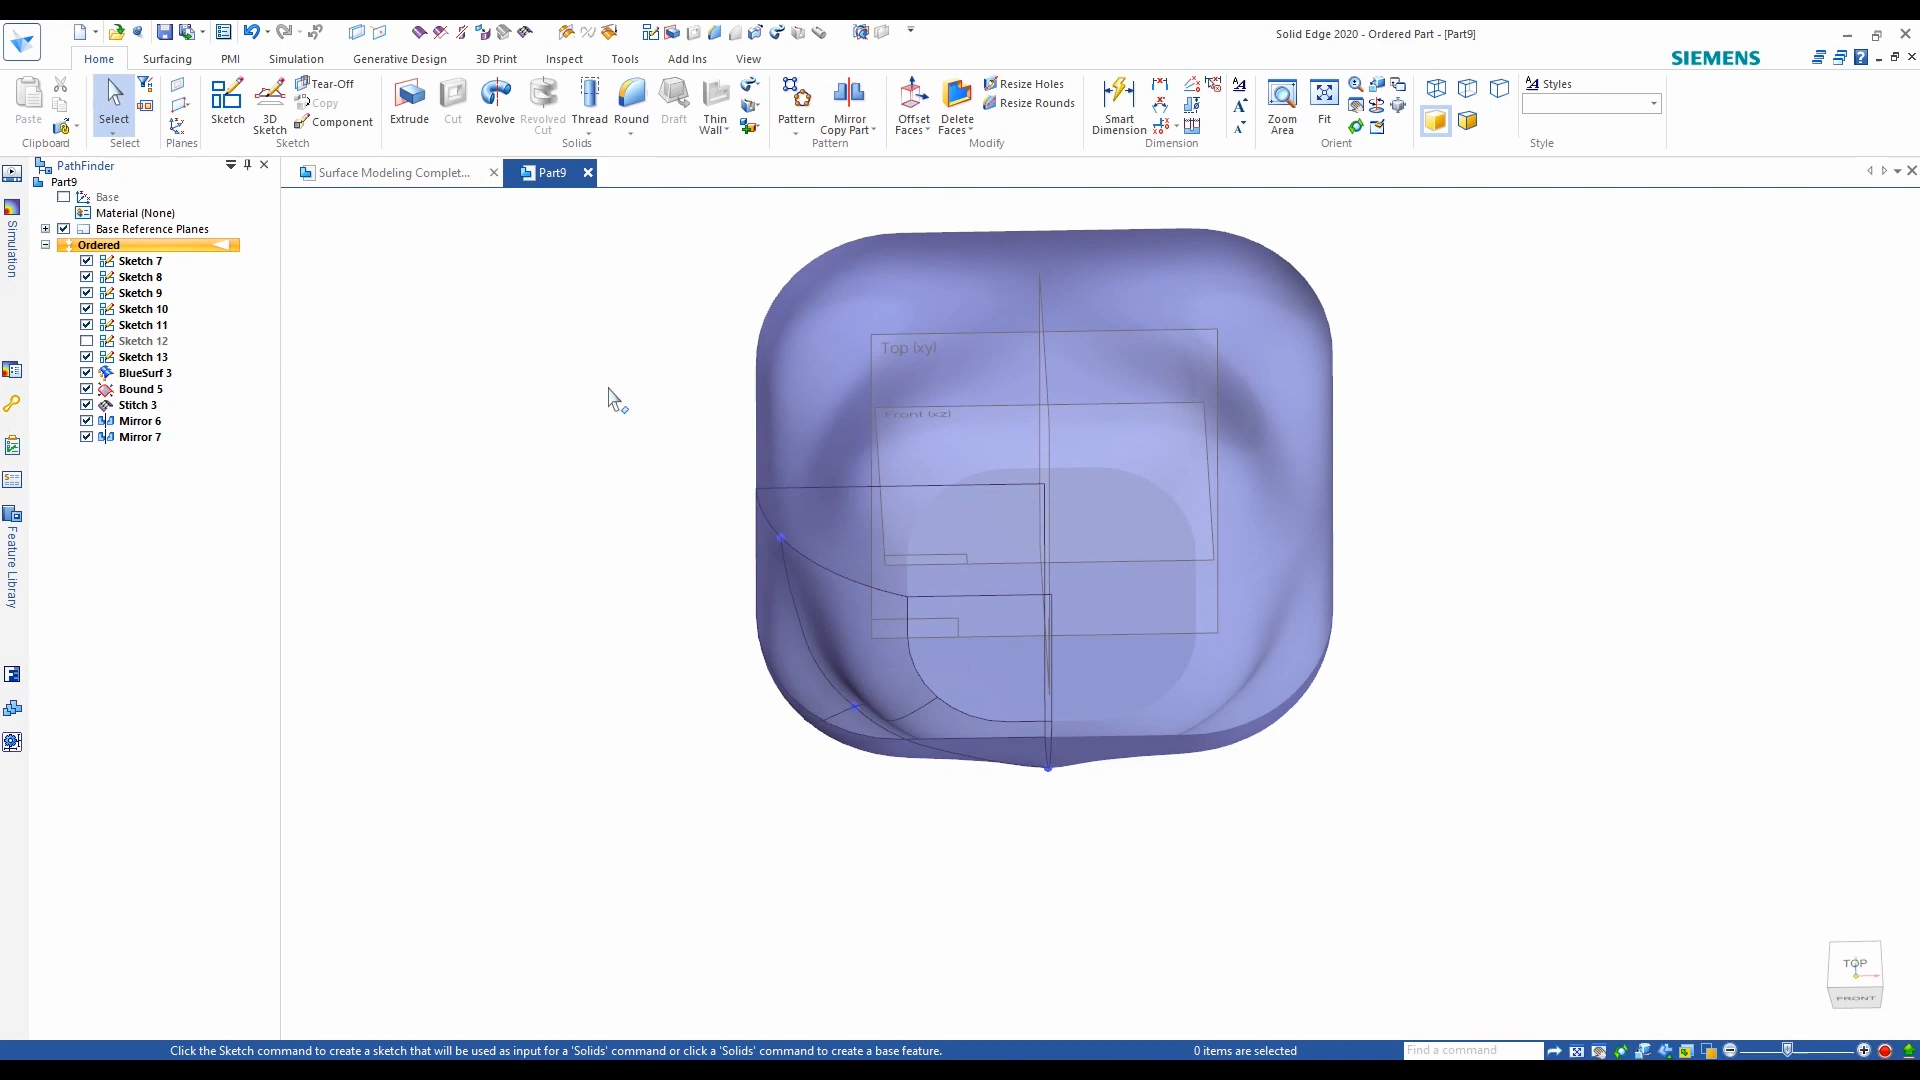 Solid Edge 2020 - Ordered Part - [Part9]
Home Surfacing PMI Simulation Generative Design 3D Print Inspect Tools Add Ins View
SIEMENS
Paste
Clipboard
Select
Select
Planes
Sketch
3D Sketch
Tear-Off
Copy
Component
Sketch
Extrude
Cut
Revolve
Revolved Cut
Thread
Round
Draft
Thin Wall
Solids
Pattern
Mirror Copy Part
Pattern
Offset Faces
Delete Faces
Resize Holes
Resize Rounds
Modify
Smart Dimension
Dimension
Zoom Area
Fit
Orient
Styles
Style
PathFinder
Part9
Base
Material (None)
Base Reference Planes
Ordered
Sketch 7
Sketch 8
Sketch 9
Sketch 10
Sketch 11
Sketch 12
Sketch 13
BlueSurf 3
Bound 5
Stitch 3
Mirror 6
Mirror 7
Simulation
Feature Library
Surface Modeling Complet...
Part9
Top (xy)
Front (xz)
TOP
FRONT
Click the Sketch command to create a sketch that will be used as input for a 'Solids' command or click a 'Solids' command to create a base feature.
0 items are selected
Find a command